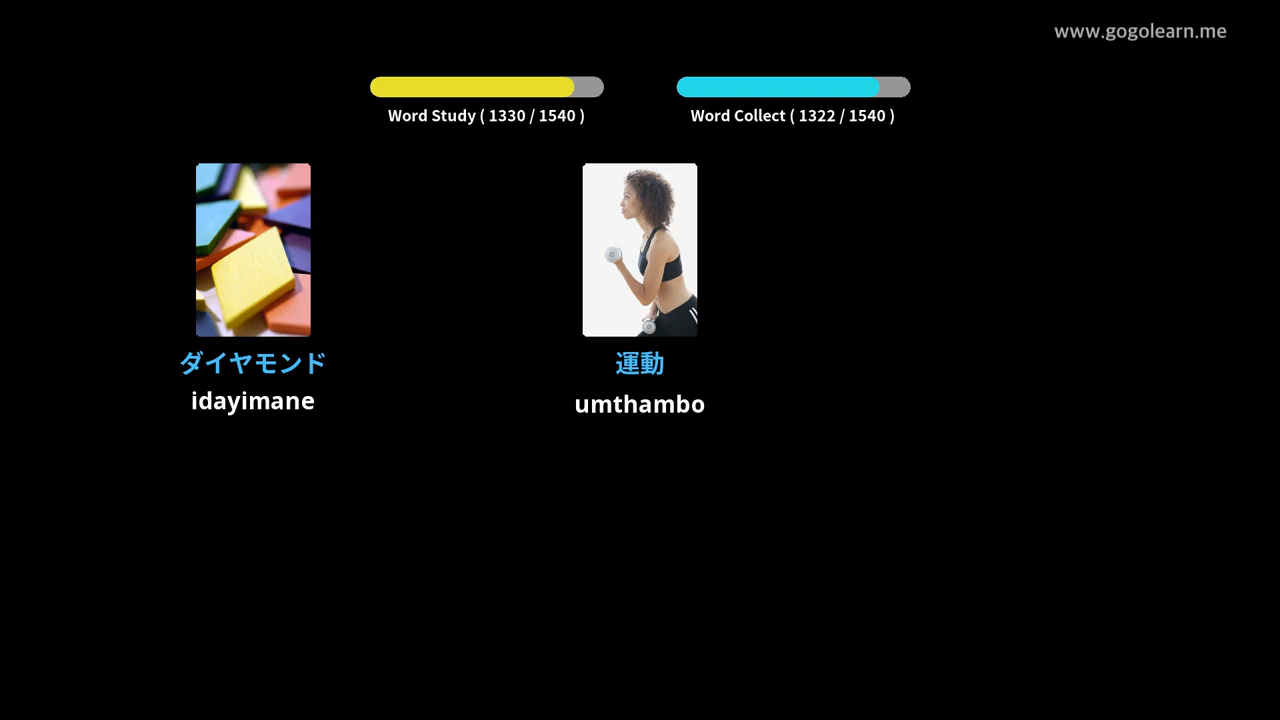 www.gogolearn.me
Word Study ( 1330 / 1540 )
Word Collect ( 1322 / 1540 )
ダイヤモンド
idayimane
運動
umthambo